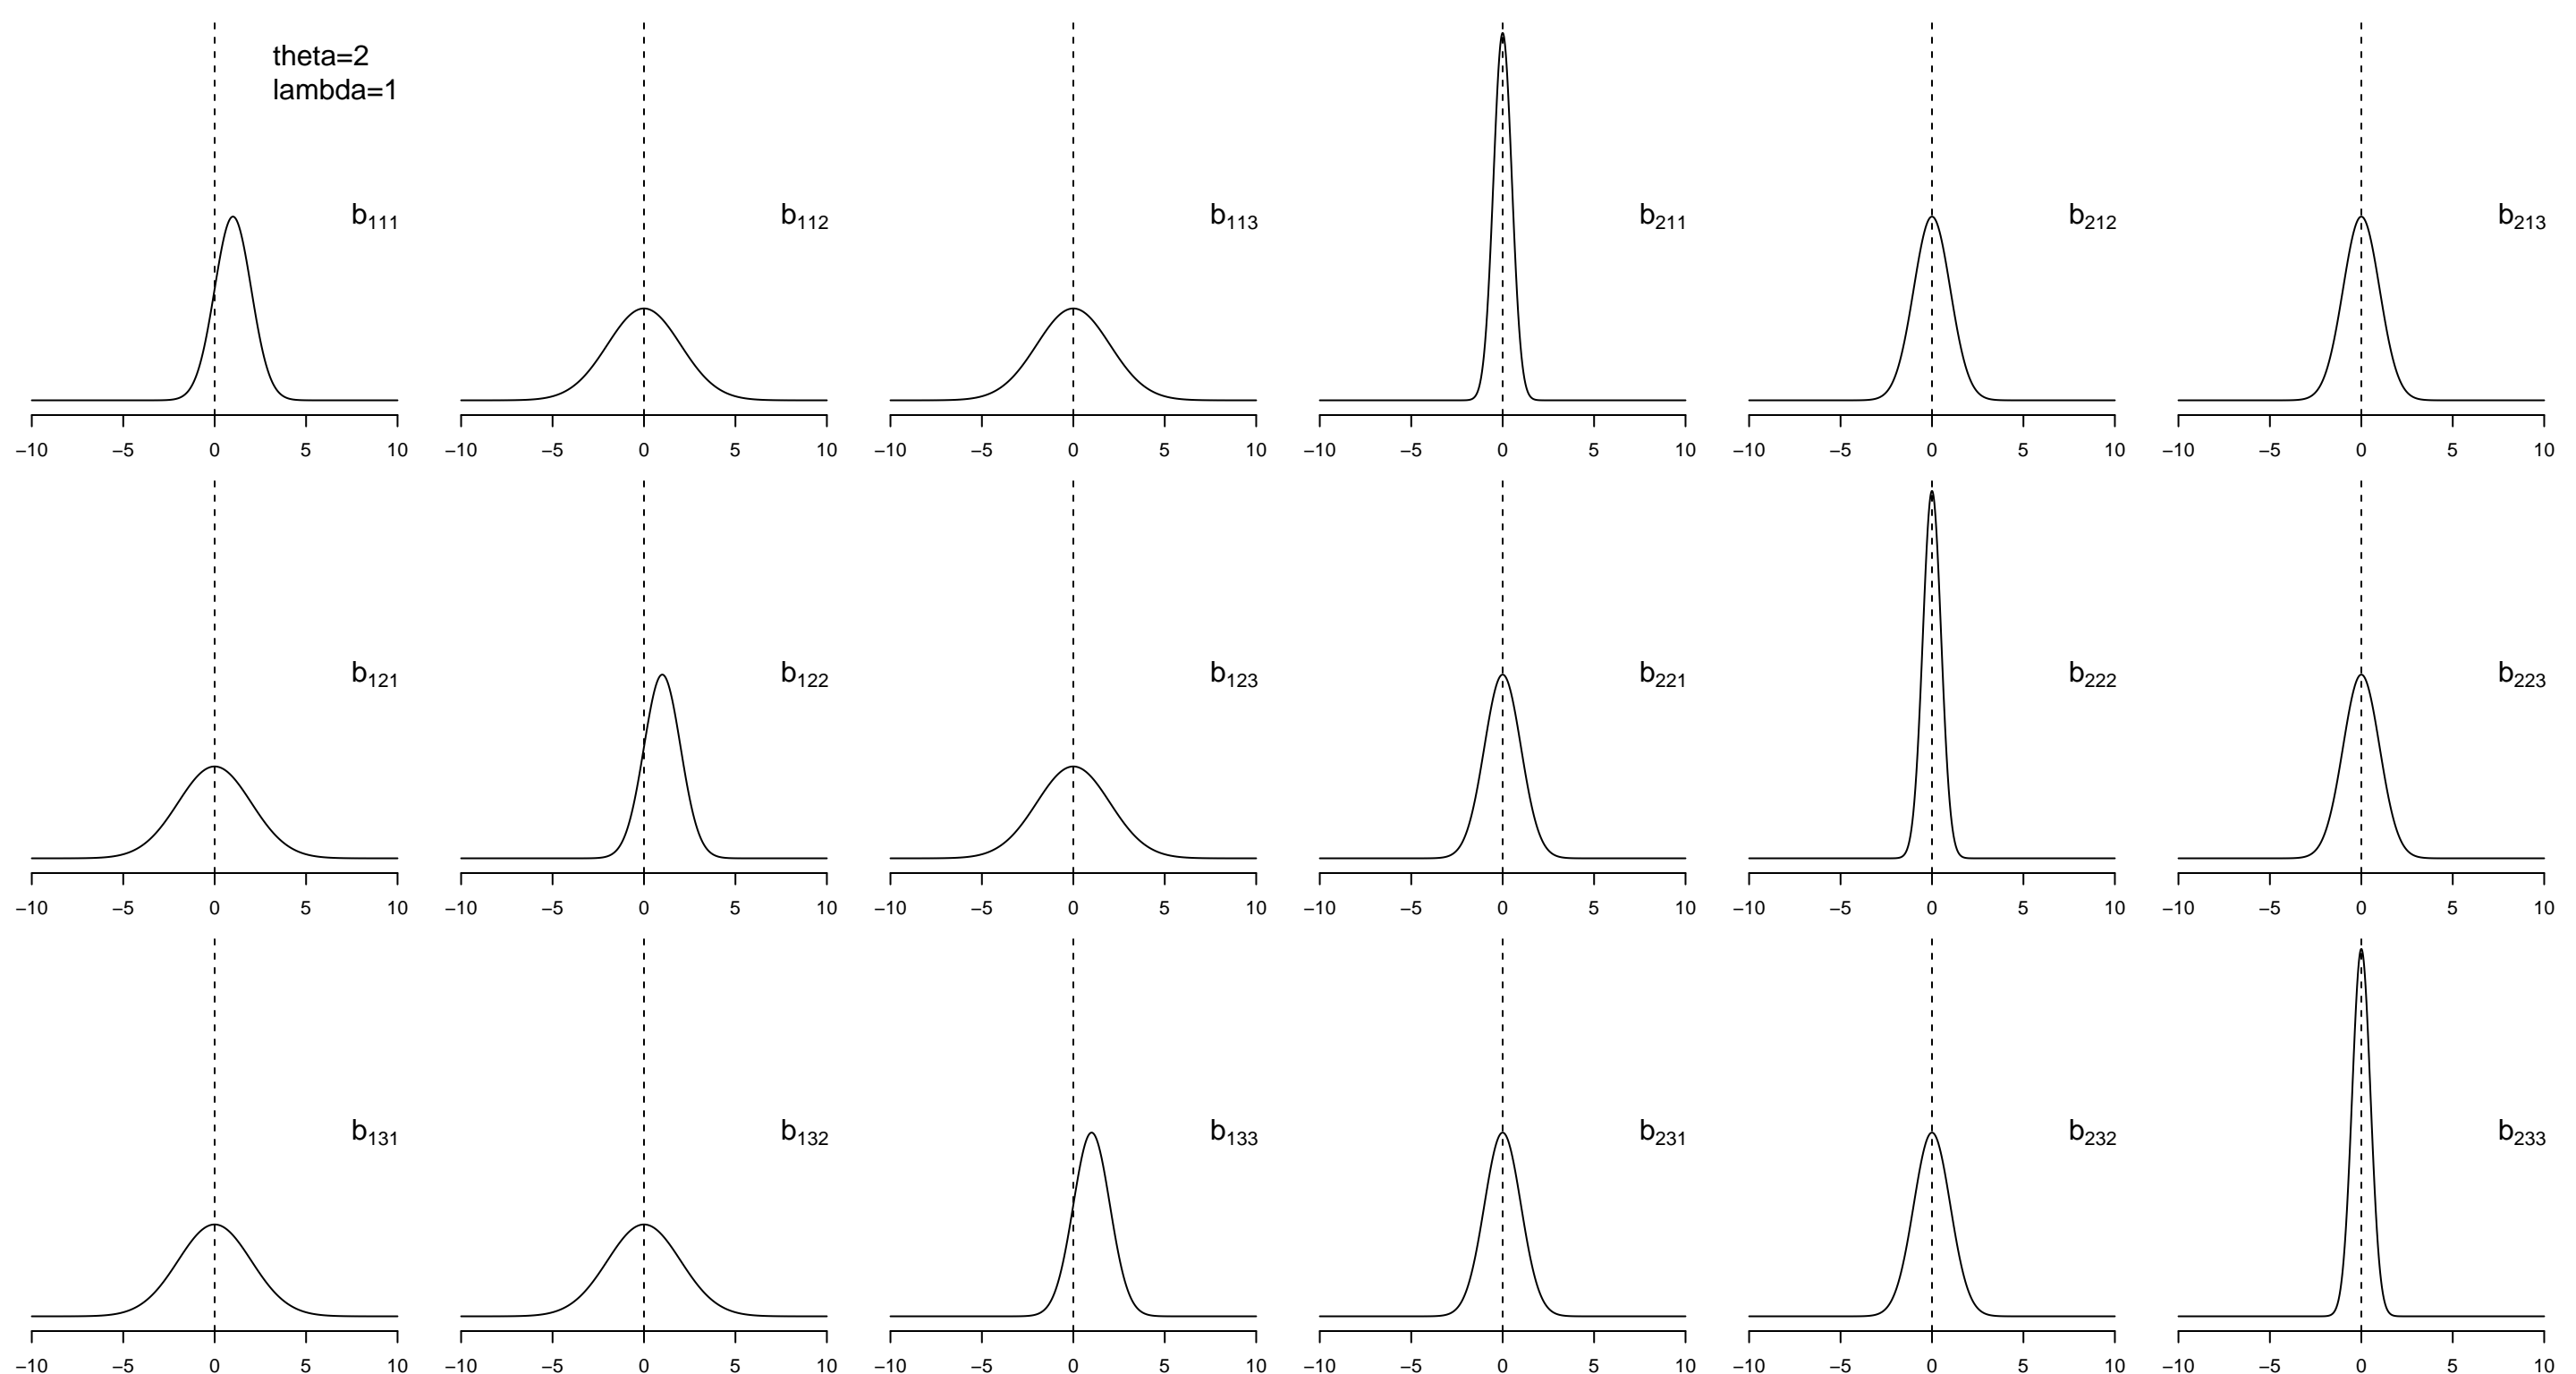 theta=2
lambda=1
b111 b112 b113 b211 b212 b213
−10 −5 0 5 10 −10 −5 0 5 10 −10 −5 0 5 10 −10 −5 0 5 10 −10 −5 0 5 10 −10 −5 0 5 10
b121 b122 b123 b221 b222 b223
−10 −5 0 5 10 −10 −5 0 5 10 −10 −5 0 5 10 −10 −5 0 5 10 −10 −5 0 5 10 −10 −5 0 5 10
b131 b132 b133 b231 b232 b233
−10 −5 0 5 10 −10 −5 0 5 10 −10 −5 0 5 10 −10 −5 0 5 10 −10 −5 0 5 10 −10 −5 0 5 10